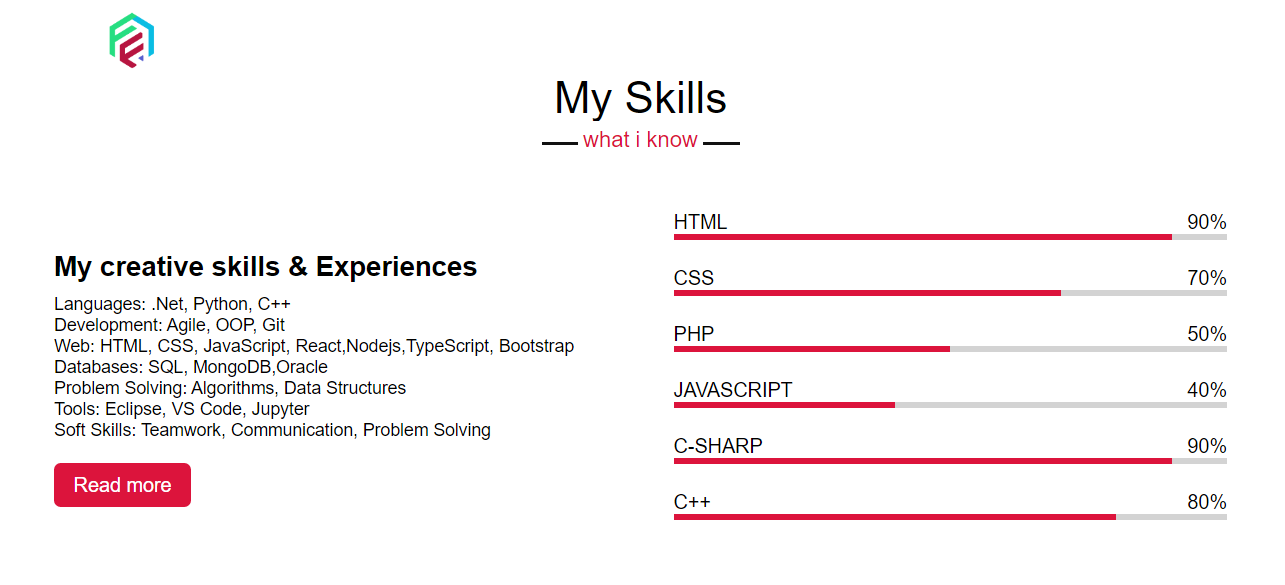 My Skills
what i know
My creative skills & Experiences
Languages: .Net, Python, C++
Development: Agile, OOP, Git
Web: HTML, CSS, JavaScript, React,Nodejs,TypeScript, Bootstrap
Databases: SQL, MongoDB,Oracle
Problem Solving: Algorithms, Data Structures
Tools: Eclipse, VS Code, Jupyter
Soft Skills: Teamwork, Communication, Problem Solving
Read more
HTML 90%
CSS 70%
PHP 50%
JAVASCRIPT 40%
C-SHARP 90%
C++ 80%